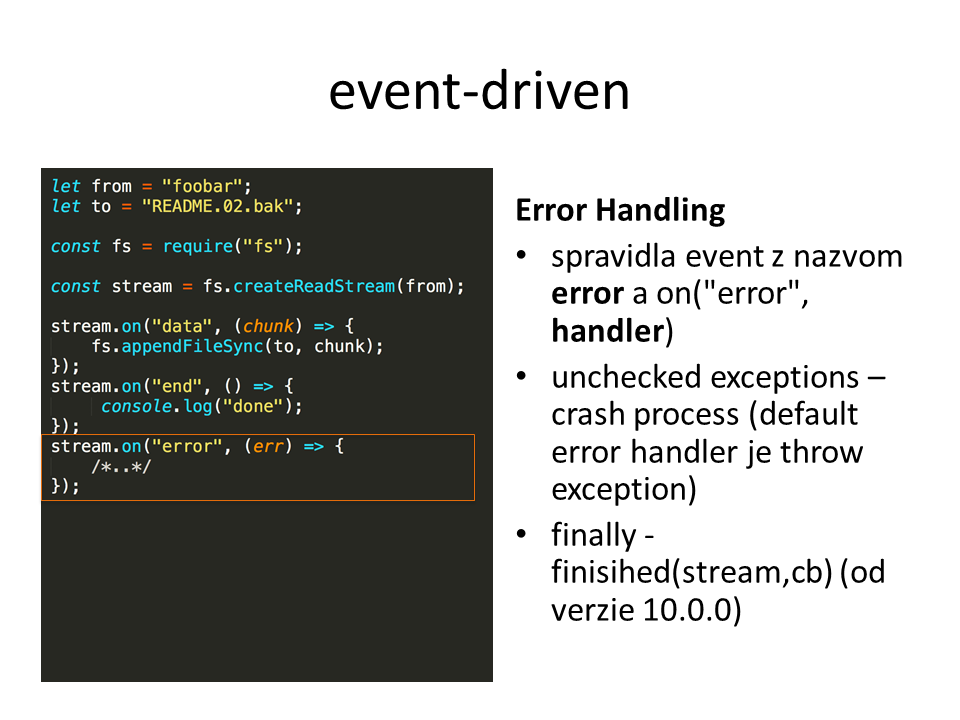 event-driven
let from = "foobar";
let to = "README.02.bak";
const fs = require("fs");
const stream = fs.createReadStream(from);
stream.on("data", (chunk) => {
fs.appendFileSync(to, chunk);
});
stream.on("end", () => {
console.log("done");
});
stream.on("error", (err) => {
/*..*/
});
Error Handling
• spravidla event z nazvom
error a on("error",
handler)
• unchecked exceptions –
crash process (default
error handler je throw
exception)
• finally -
finisihed(stream,cb) (od
verzie 10.0.0)